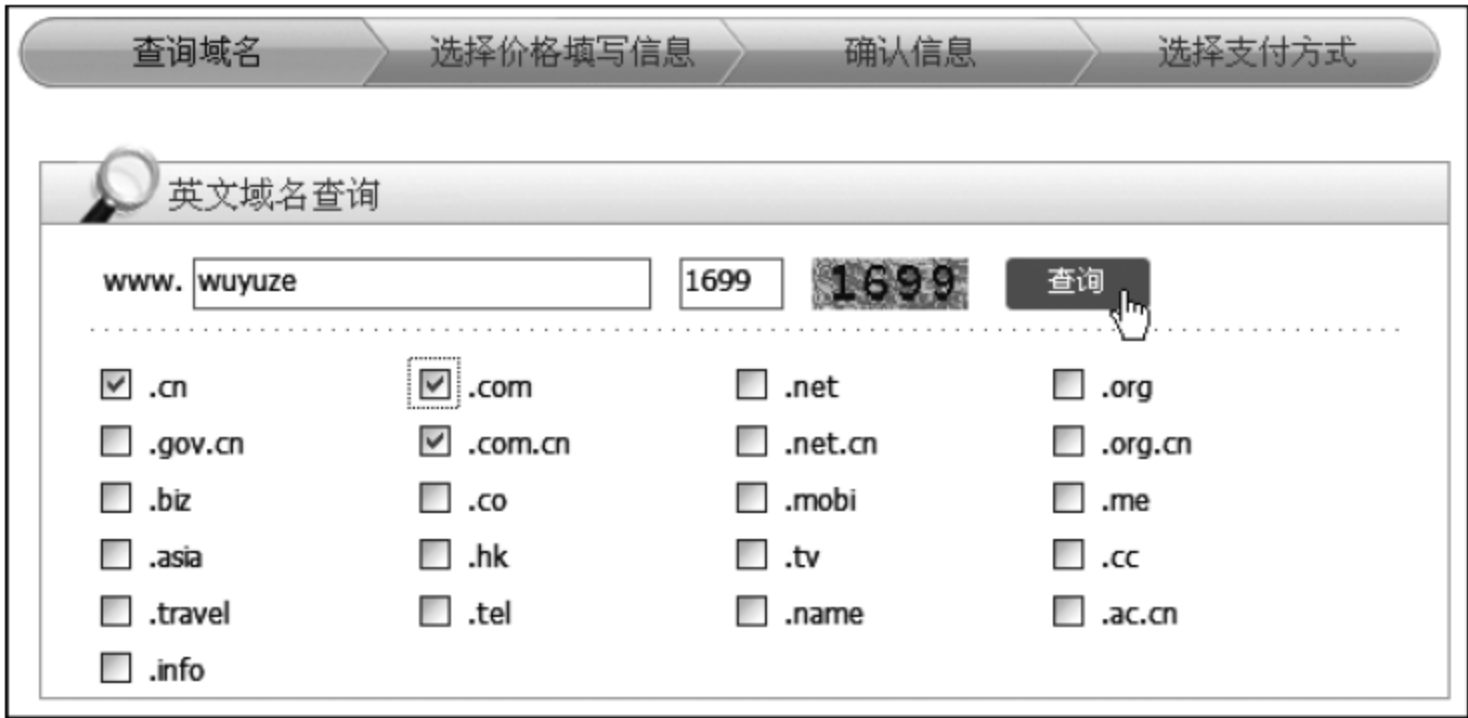 查询域名 选择价格填写信息 确认信息 选择支付方式
英文域名查询
www. wuyuze 1699 1699 查询
.cn .com .net .org
.gov.cn .com.cn .net.cn .org.cn
.biz .co .mobi .me
.asia .hk .tv .cc
.travel .tel .name .ac.cn
.info